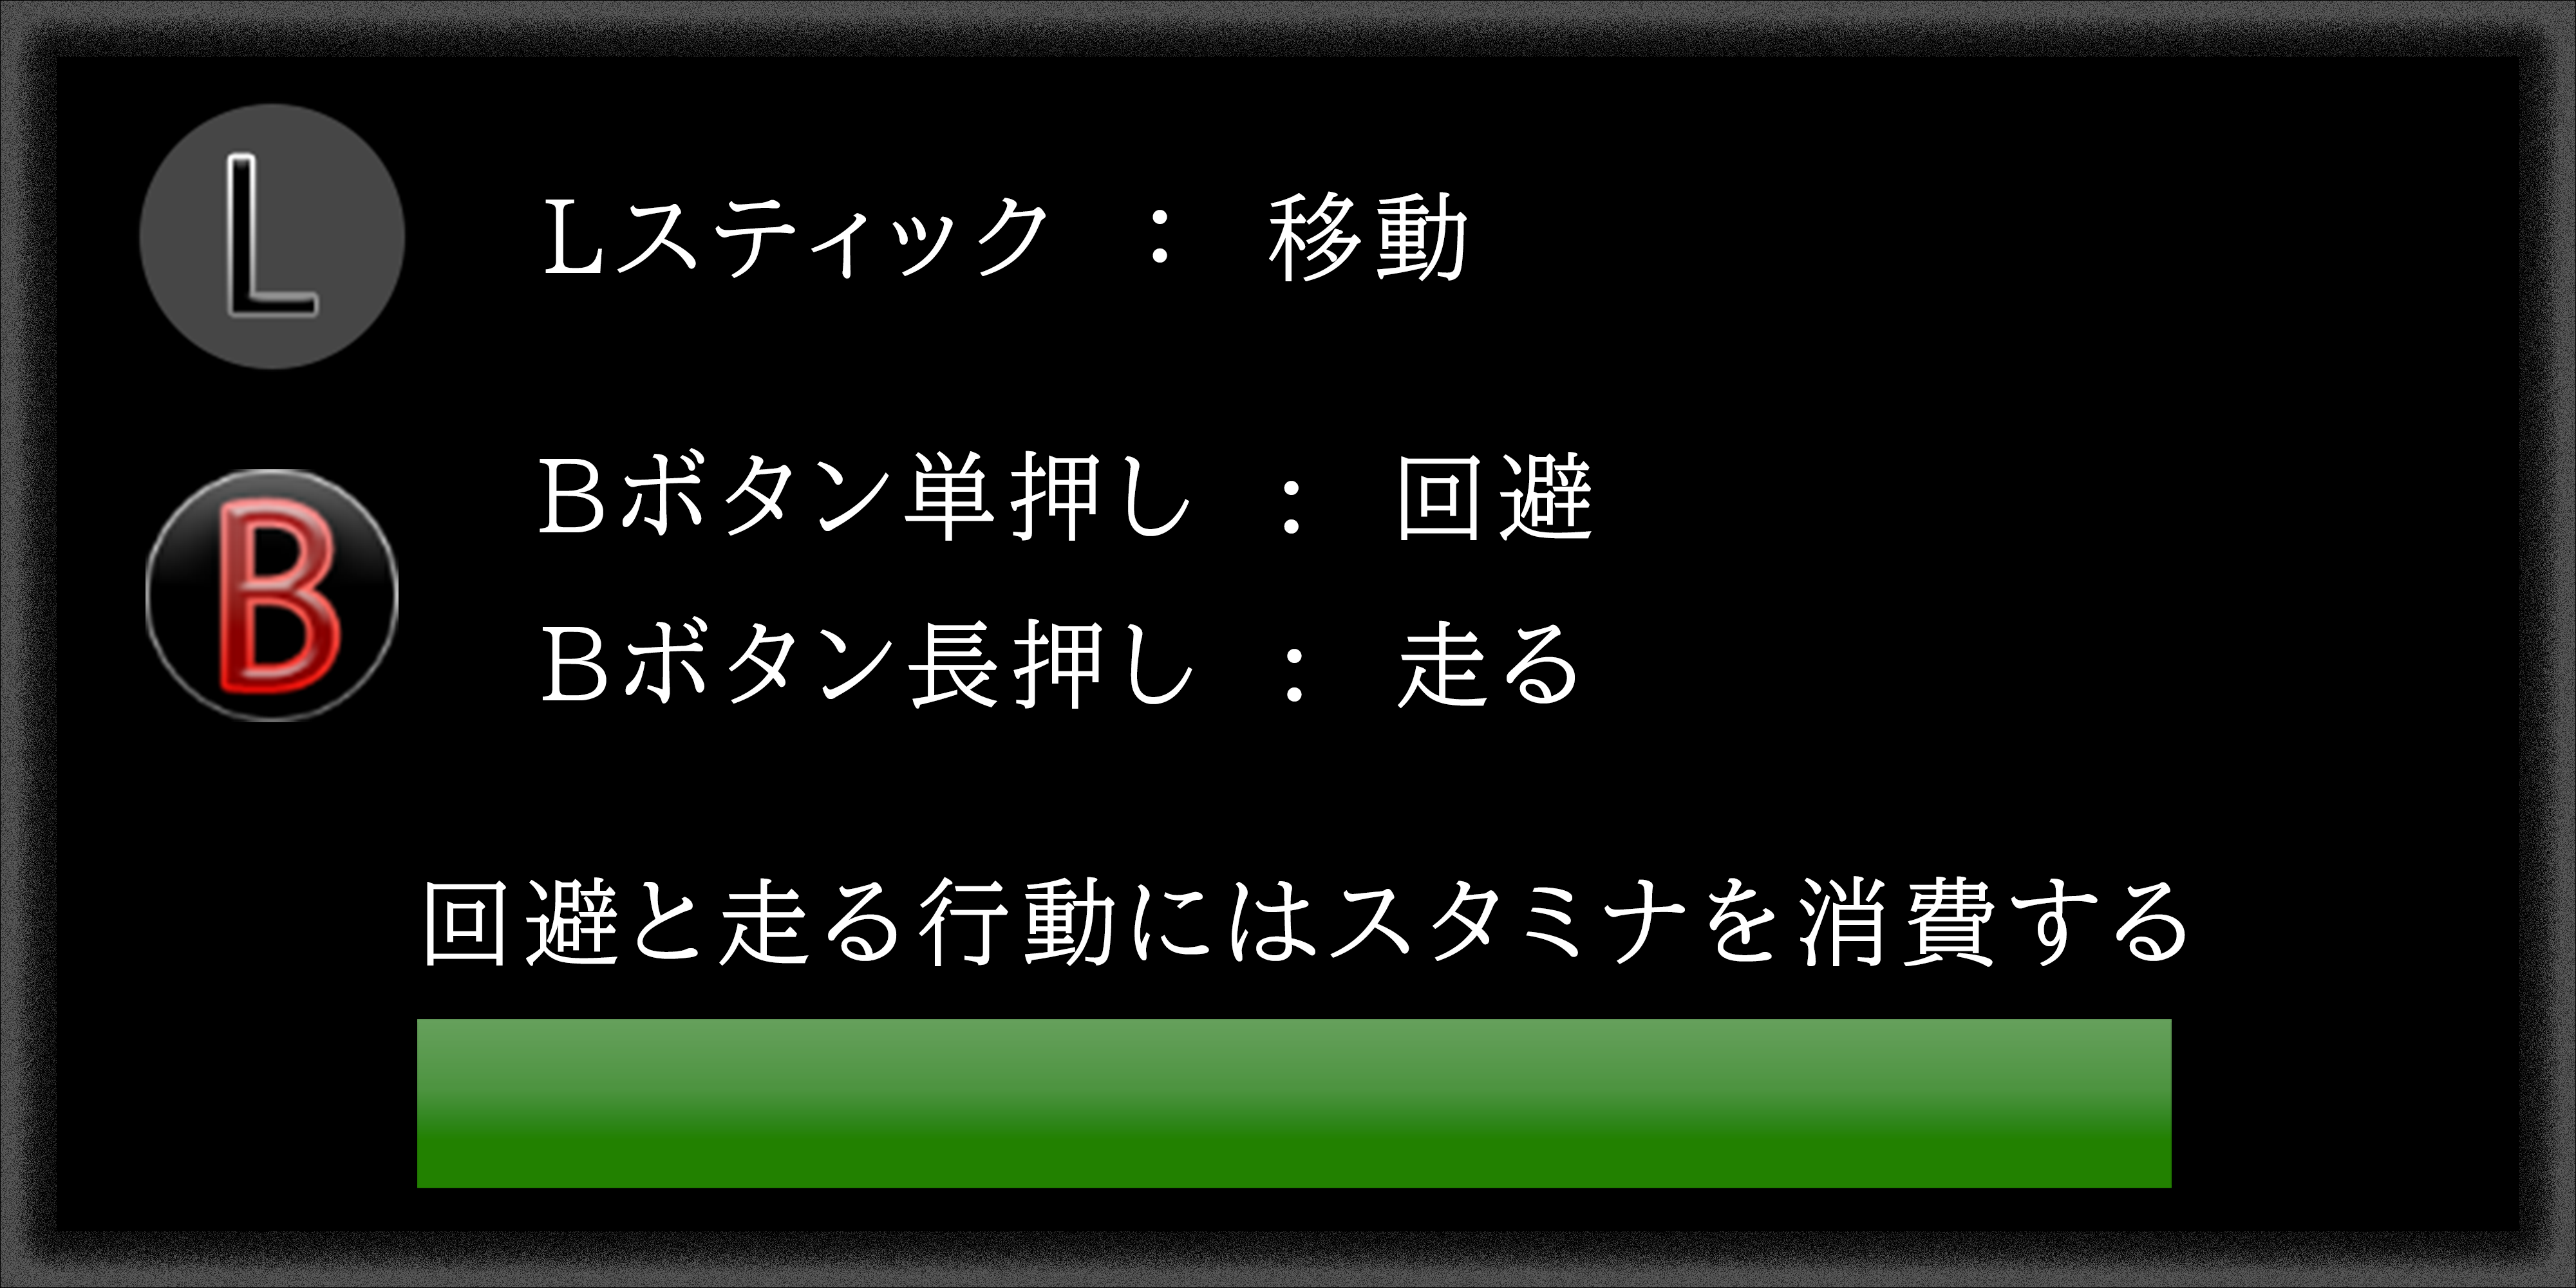 L
Lスティック ： 移動
Bボタン単押し ： 回避
B
Bボタン長押し ： 走る
回避と走る行動にはスタミナを消費する